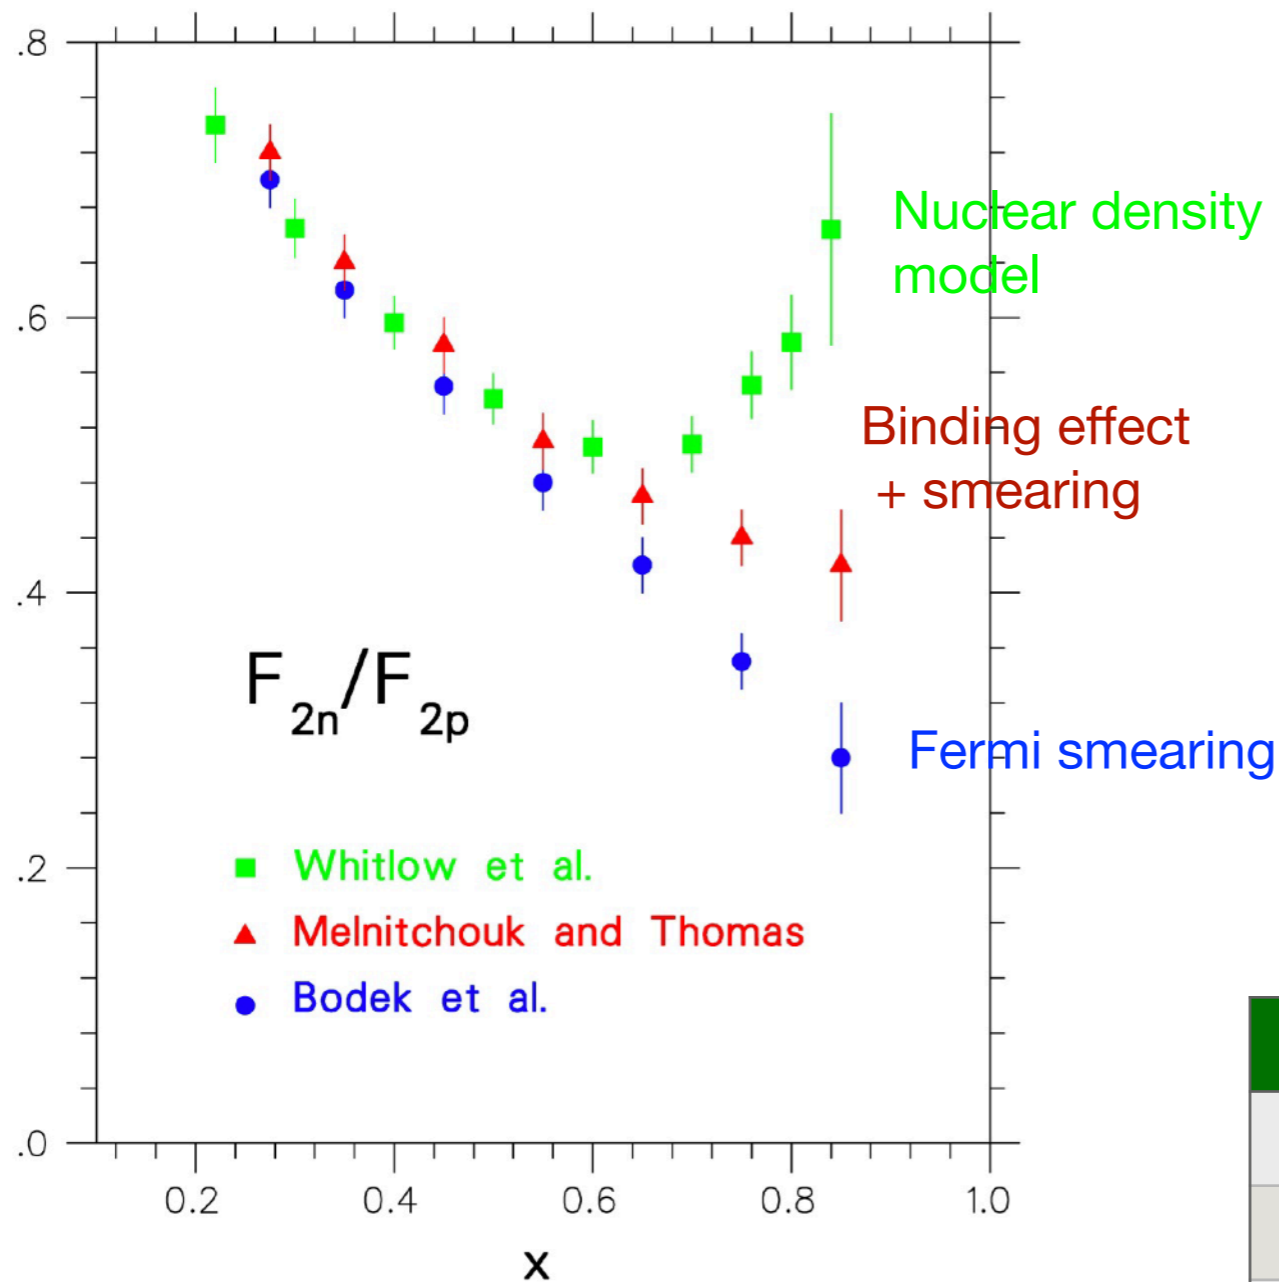 .8
.6
.4
.2
.0
Nuclear density
model
Binding effect
+ smearing
Fermi smearing
F2n/F2p
Whitlow et al.
Melnitchouk and Thomas
Bodek et al.
0.2 0.4 0.6 0.8 1.0
x